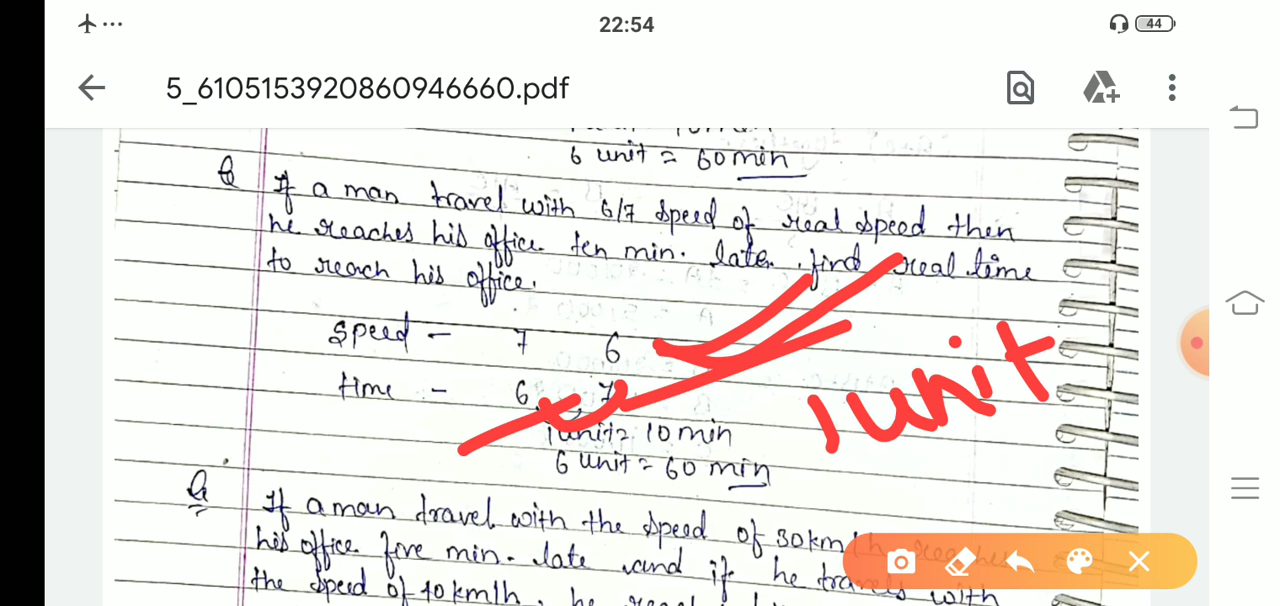 22:54
44
5_6105153920860946660.pdf
6 unit = 60 min
Q If a man travel with 6/7 speed of real speed then
he reaches his office ten min. late. find real time
to reach his office.
speed - 7 6
time - 6 7
1 unit = 10 min
6 unit = 60 min
1 unit
Q If a man travel with the speed of 30 km/h reaches
his office five min. late and if he travels with
the speed of 40 km/h. he